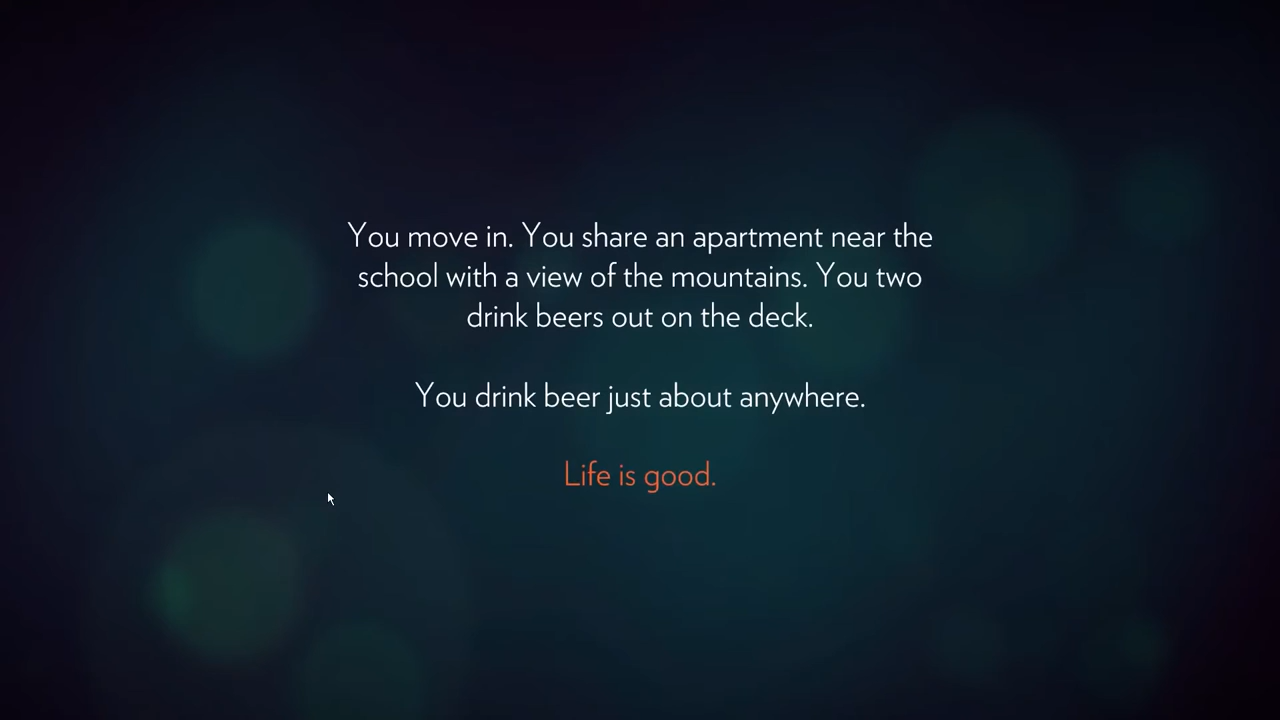 You move in. You share an apartment near the
school with a view of the mountains. You two
drink beers out on the deck.
You drink beer just about anywhere.
Life is good.